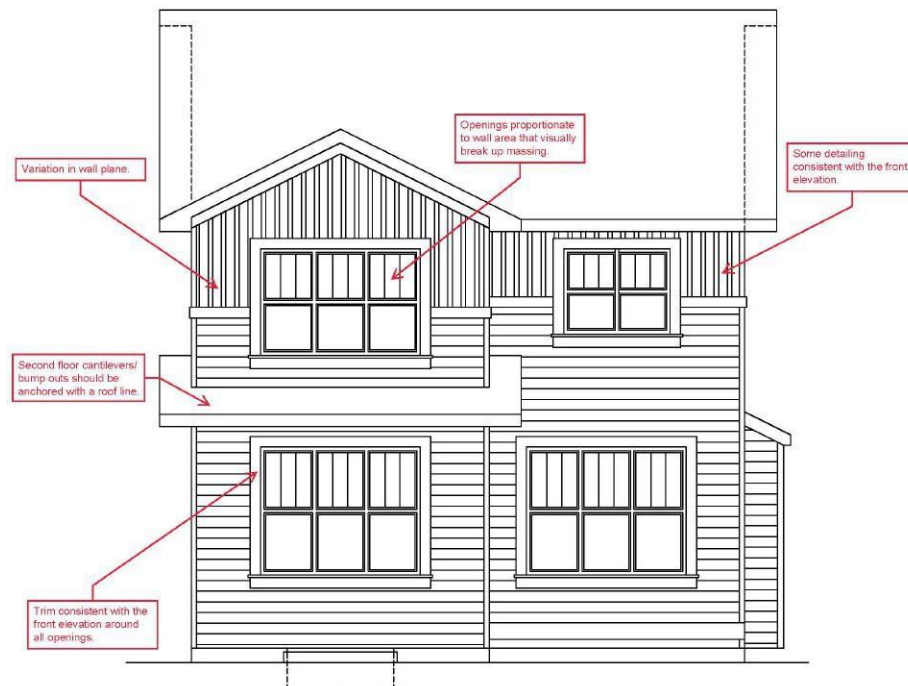 Openings proportionate
to wall area that visually
break up massing.
Variation in wall plane.
Some detailing
consistent with the front
elevation.
Second floor cantilevers/
bump outs should be
anchored with a roof line.
Trim consistent with the
front elevation around
all openings.